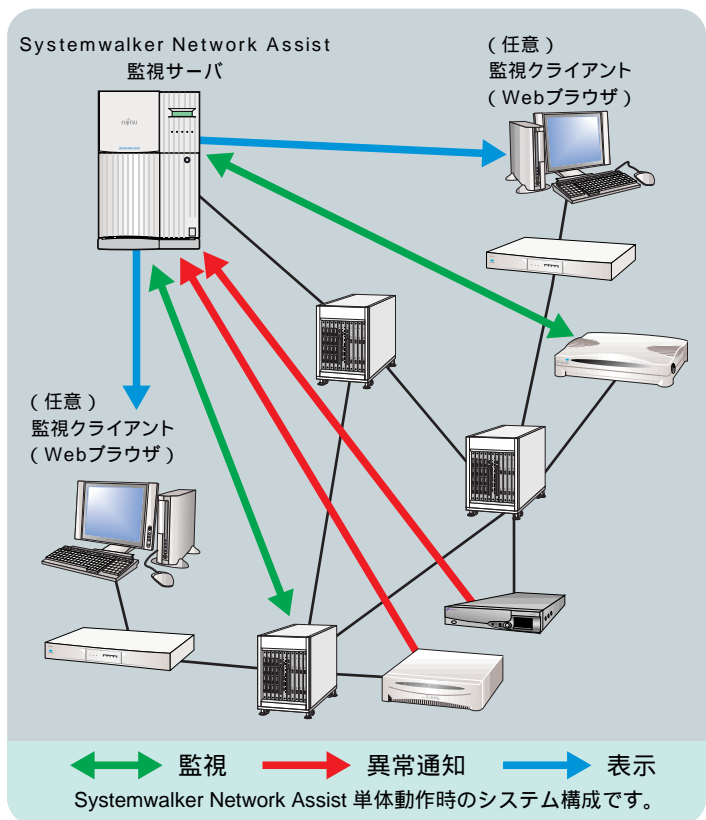 Systemwalker Network Assist
監視サーバ
（任意）
監視クライアント
（Webブラウザ）
FUJITSU
（任意）
監視クライアント
（Webブラウザ）
監視 異常通知 表示
Systemwalker Network Assist 単体動作時のシステム構成です。